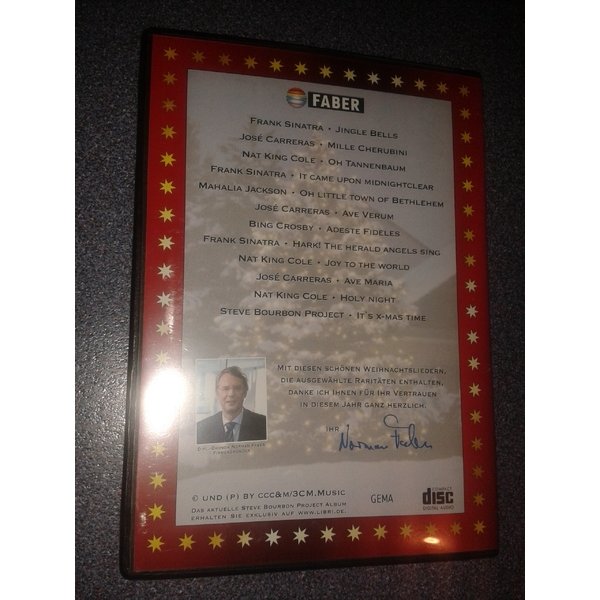 FABER
FRANK SINATRA • JINGLE BELLS
JOSÉ CARRERAS • MILLE CHERUBINI
NAT KING COLE • OH TANNENBAUM
FRANK SINATRA • IT CAME UPON MIDNIGHTCLEAR
MAHALIA JACKSON • OH LITTLE TOWN OF BETHLEHEM
JOSÉ CARRERAS • AVE VERUM
BING CROSBY • ADESTE FIDELES
FRANK SINATRA • HARK! THE HERALD ANGELS SING
NAT KING COLE • JOY TO THE WORLD
JOSÉ CARRERAS • AVE MARIA
NAT KING COLE • HOLY NIGHT
STEVE BOURBON PROJECT • IT'S X-MAS TIME
MIT DIESEN SCHÖNEN WEIHNACHTSLIEDERN,
DIE AUSGEWÄHLTE RARITÄTEN ENTHALTEN,
DANKE ICH IHNEN FÜR IHR VERTRAUEN
IN DIESEM JAHR GANZ HERZLICH.
IHR
Norman Faber
NORMAN FABER
© UND (P) BY CCC&M/3CM.MUSIC
GEMA
COMPACT
disc
DIGITAL AUDIO
DAS AKTUELLE STEVE BOURBON PROJECT ALBUM
ERHALTEN SIE EXKLUSIV AUF WWW.LIBRI.DE.